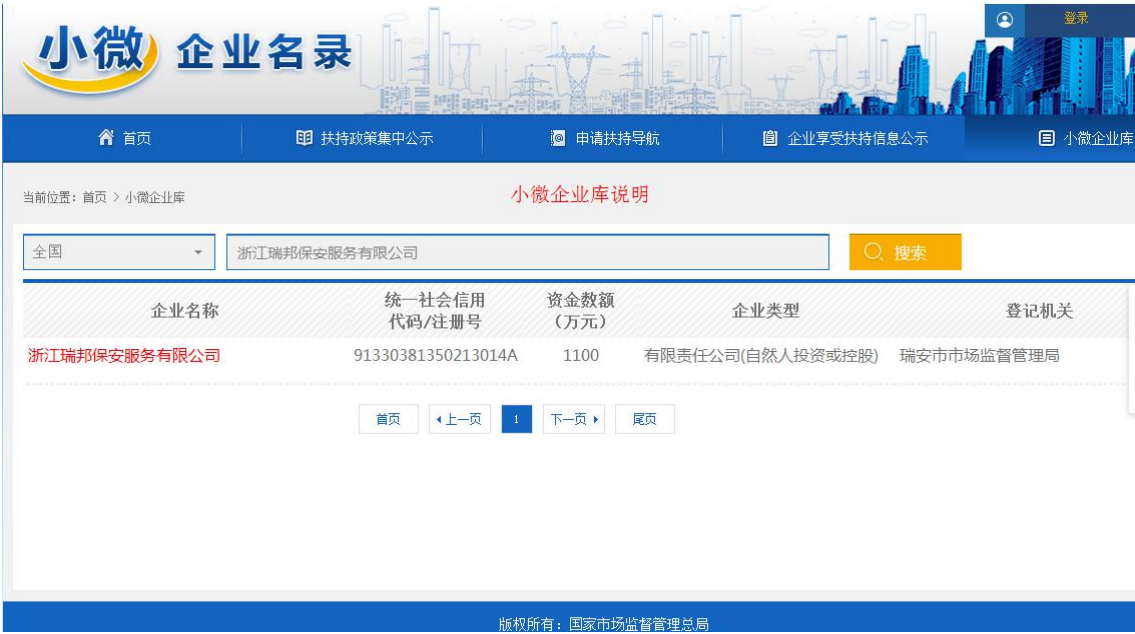 登录
小微 企业名录
首页 扶持政策集中公示 申请扶持导航 企业享受扶持信息公示 小微企业库
当前位置：首页 > 小微企业库
小微企业库说明
全国 浙江瑞邦保安服务有限公司 搜索
企业名称 统一社会信用代码/注册号 资金数额（万元） 企业类型 登记机关
浙江瑞邦保安服务有限公司 91330381350213014A 1100 有限责任公司(自然人投资或控股) 瑞安市市场监督管理局
首页 上一页 1 下一页 尾页
版权所有：国家市场监督管理总局